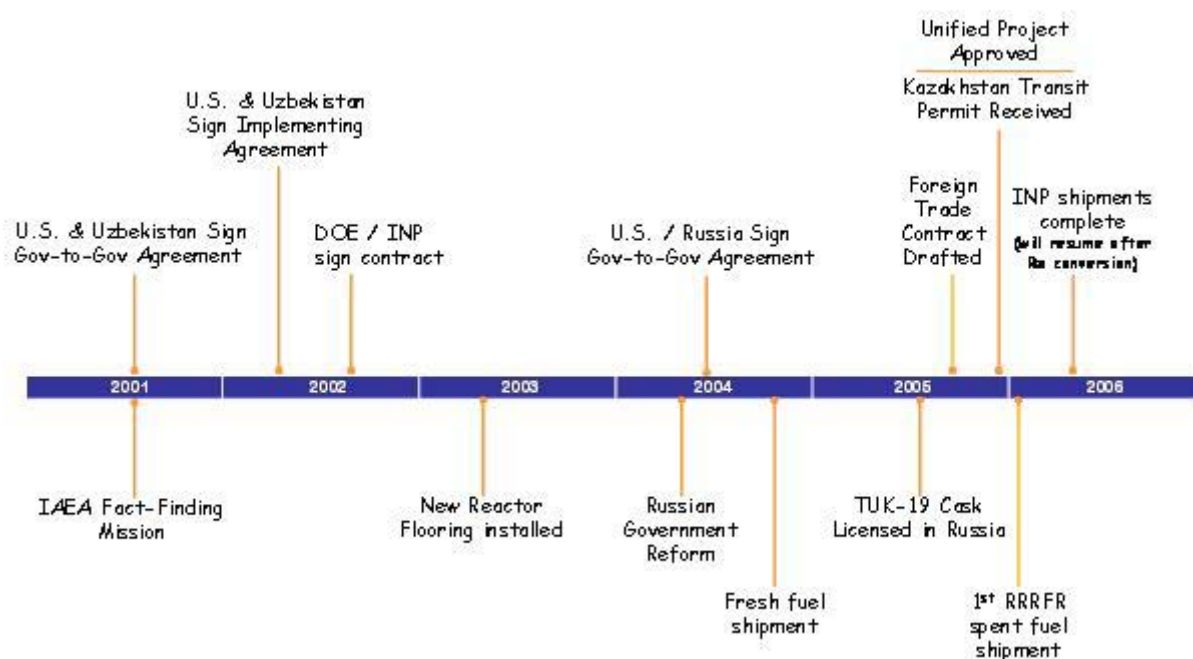 Unified Project
Approved
Kazakhstan Transit
Permit Received
U.S. & Uzbekistan
Sign Implementing
Agreement
U.S. & Uzbekistan Sign
Gov-to-Gov Agreement
DOE / INP
sign contract
U.S. / Russia Sign
Gov-to-Gov Agreement
Foreign
Trade
Contract
Drafted
INP shipments
complete
(will resume after
Rx conversion)
2001 2002 2003 2004 2005 2006
IAEA Fact-Finding
Mission
New Reactor
Flooring installed
Russian
Government
Reform
TUK-19 Cask
Licensed in Russia
Fresh fuel
shipment
1st RRRFR
spent fuel
shipment